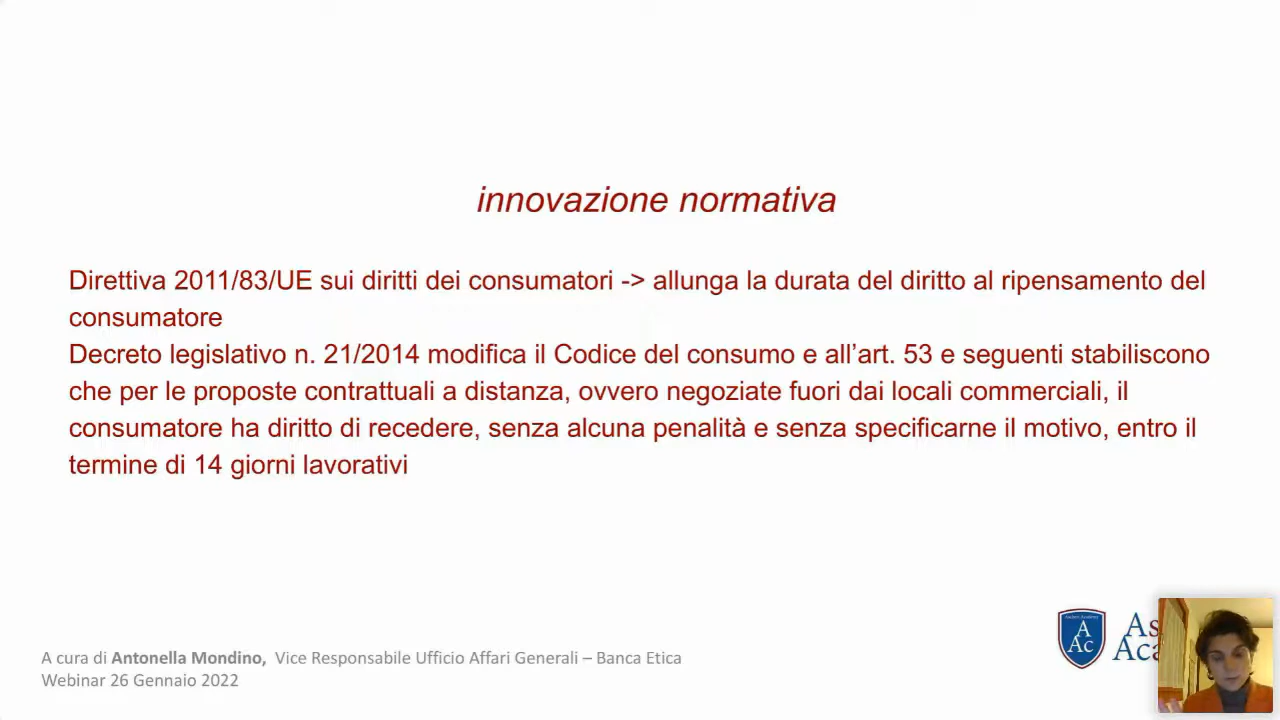 innovazione normativa
Direttiva 2011/83/UE sui diritti dei consumatori -> allunga la durata del diritto al ripensamento del
consumatore
Decreto legislativo n. 21/2014 modifica il Codice del consumo e all’art. 53 e seguenti stabiliscono
che per le proposte contrattuali a distanza, ovvero negoziate fuori dai locali commerciali, il
consumatore ha diritto di recedere, senza alcuna penalità e senza specificarne il motivo, entro il
termine di 14 giorni lavorativi
A cura di Antonella Mondino, Vice Responsabile Ufficio Affari Generali – Banca Etica
Webinar 26 Gennaio 2022
A
Ac